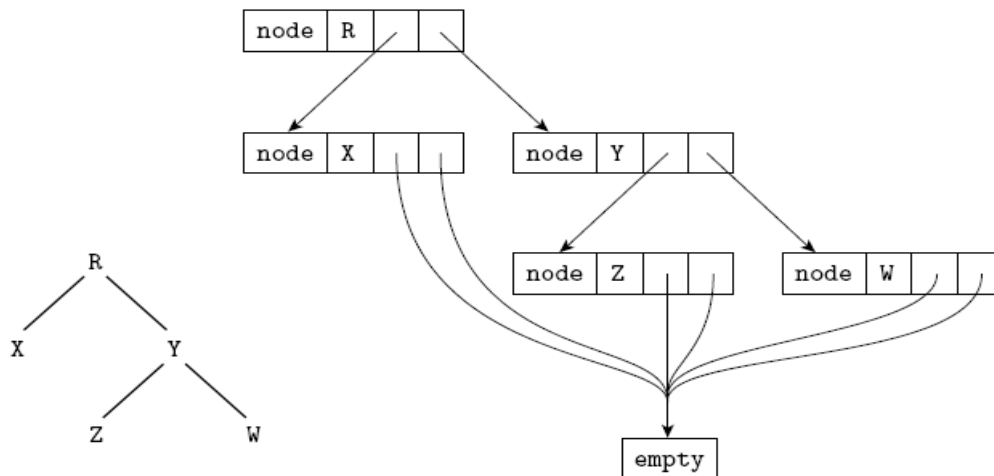 node R
node X
node Y
node Z
node W
R
X
Y
Z
W
empty